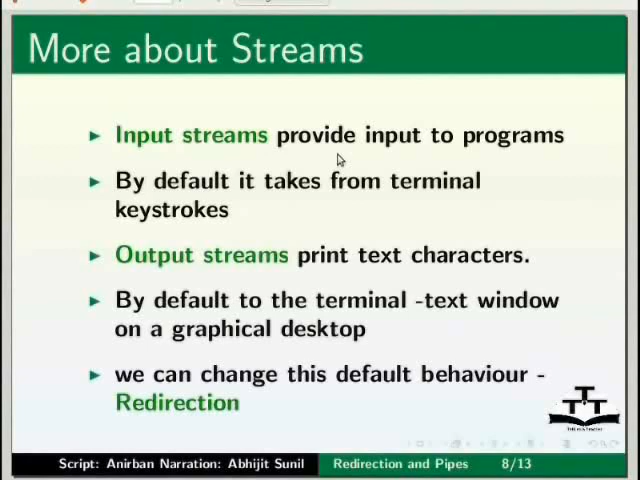 More about Streams
Input streams provide input to programs
By default it takes from terminal
keystrokes
Output streams print text characters.
By default to the terminal -text window
on a graphical desktop
we can change this default behaviour -
Redirection
Script: Anirban Narration: Abhijit Sunil Redirection and Pipes 8/13